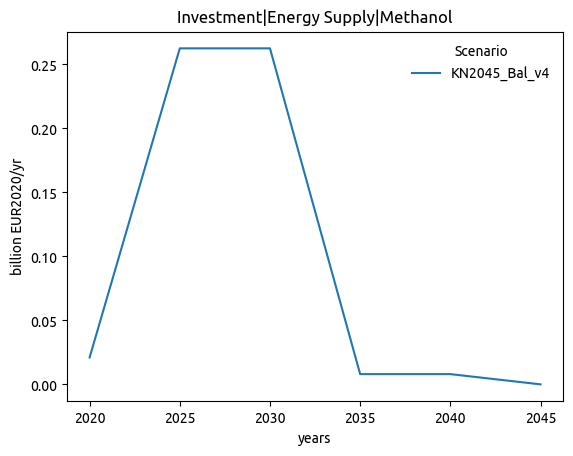 Investment|Energy Supply|Methanol
Scenario
KN2045_Bal_v4
billion EUR2020/yr
0.25
0.20
0.15
0.10
0.05
0.00
2020 2025 2030 2035 2040 2045
years